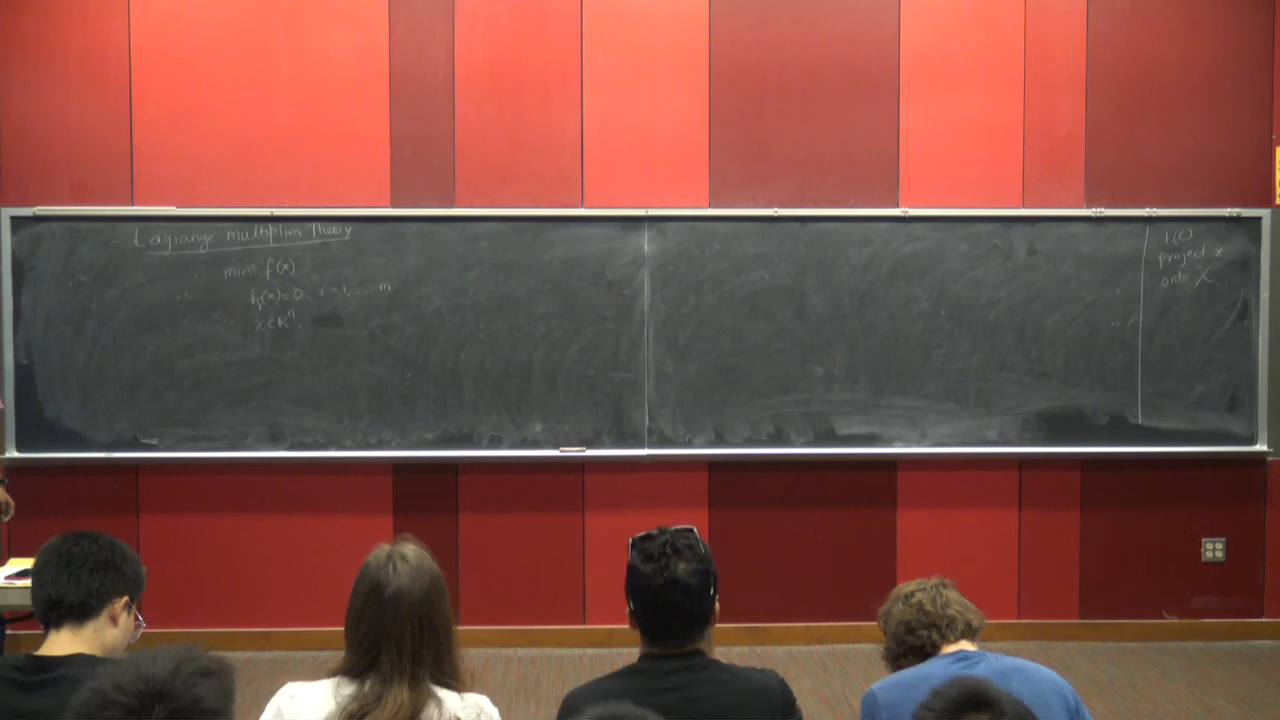 Lagrange multiplier Theory
min f(x)
hᵢ(x)=0 i=1,....m
x∈Rⁿ.
1(c)
project x
onto X.